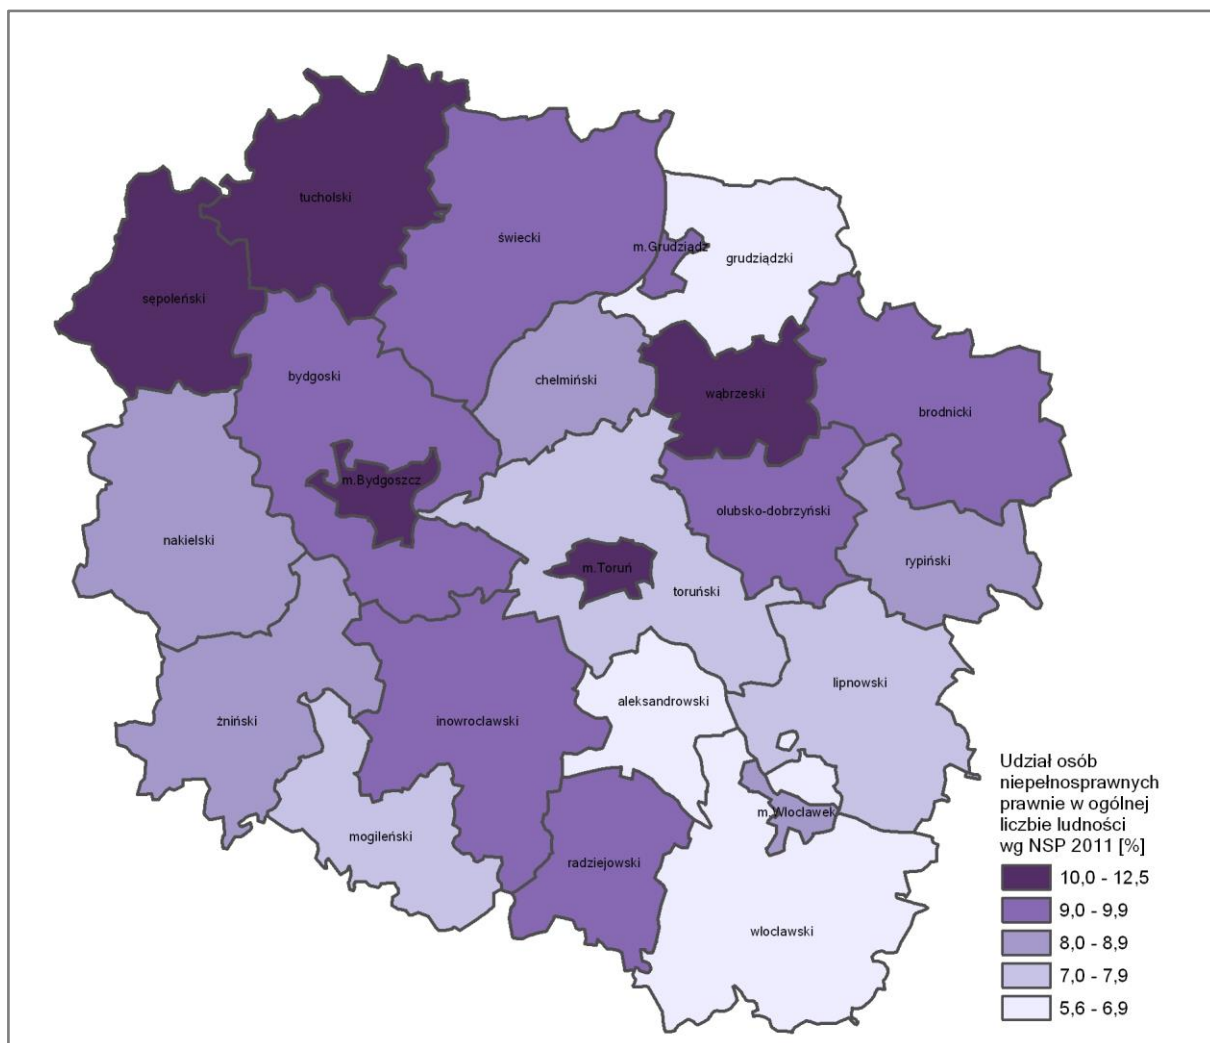 tucholski
świecki
m.Grudziądz
grudziądzki
sępoleński
bydgoski
chelmiński
wąbrzeski
brodnicki
m.Bydgoszcz
olubsko-dobrzyński
nakielski
m.Toruń
toruński
rypiński
lipnowski
aleksandrowski
żniński
inowrocławski
mogileński
m.Włocławek
radziejowski
włocławski
Udział osób
niepełnosprawnych
prawnie w ogólnej
liczbie ludności
wg NSP 2011 [%]
10,0 - 12,5
9,0 - 9,9
8,0 - 8,9
7,0 - 7,9
5,6 - 6,9